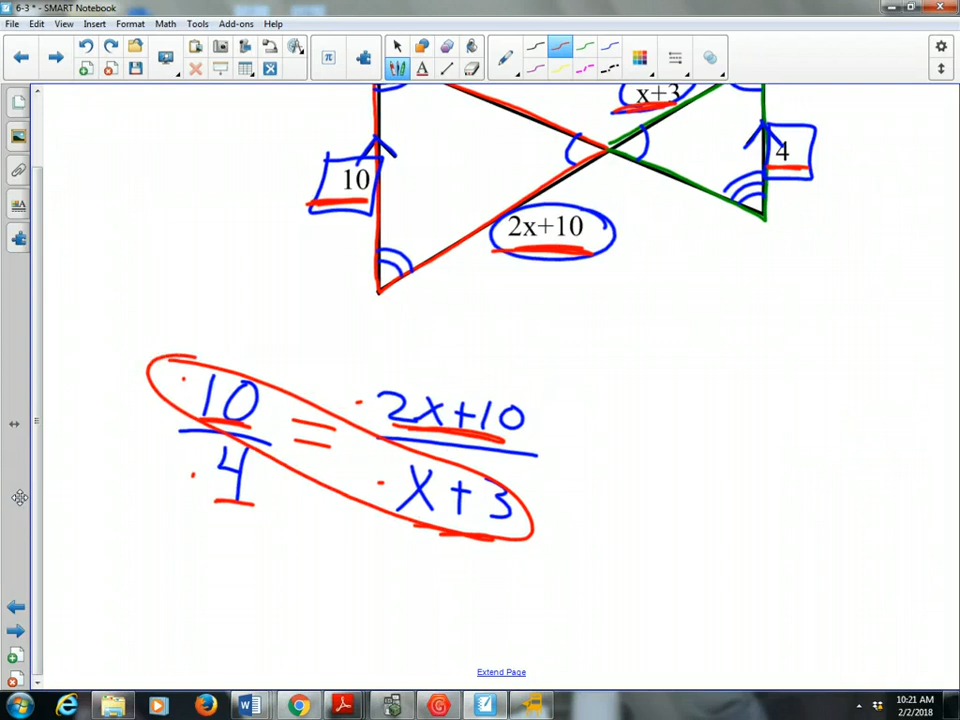 6-3 * - SMART Notebook
File Edit View Insert Format Math Tools Add-ons Help
x+3
4
10
2x+10
10 = 2x+10
4 x+3
Extend Page
10:21 AM
2/2/2018